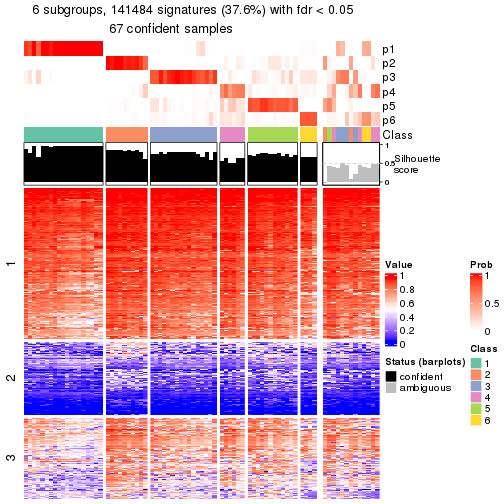 6 subgroups, 141484 signatures (37.6%) with fdr < 0.05
67 confident samples
p1
p2
p3
p4
p5
p6
Class
1
0.5
0
Silhouette
score
1
2
3
Value
1
0.8
0.6
0.4
0.2
0
Prob
1
0.5
0
Status (barplots)
confident
ambiguous
Class
1
2
3
4
5
6